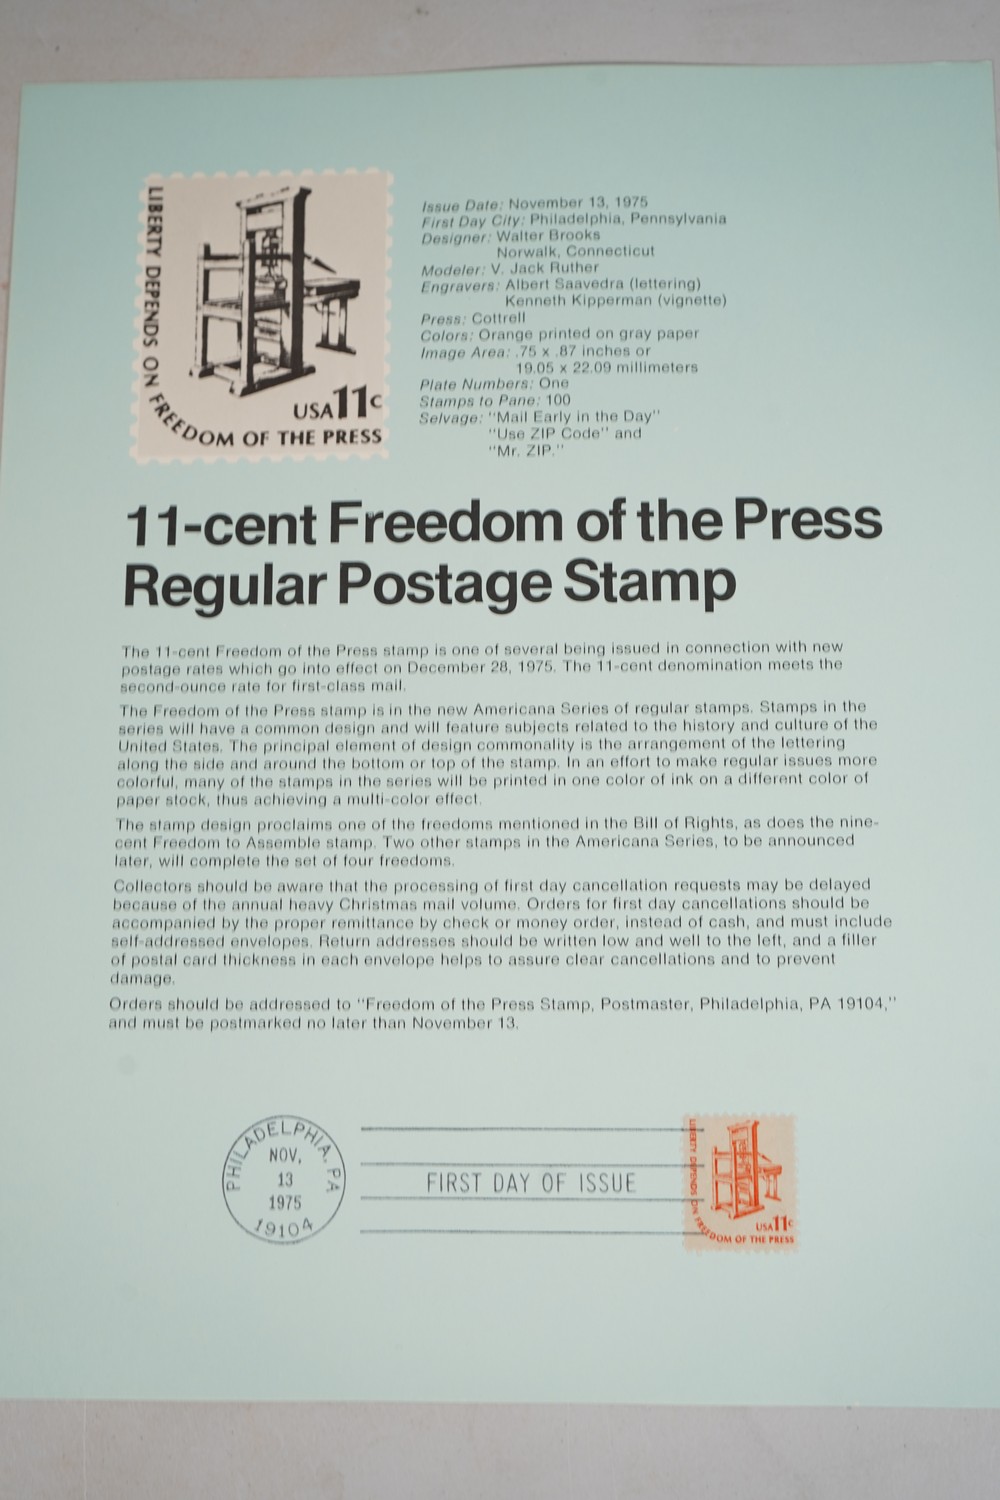 LIBERTY DEPENDS ON FREEDOM OF THE PRESS
USA 11c
Issue Date: November 13, 1975
First Day City: Philadelphia, Pennsylvania
Designer: Walter Brooks
Norwalk, Connecticut
Modeler: V. Jack Ruther
Engravers: Albert Saavedra (lettering)
Kenneth Kipperman (vignette)
Press: Cottrell
Colors: Orange printed on gray paper
Image Area: .75 x .87 inches or
19.05 x 22.09 millimeters
Plate Numbers: One
Stamps to Pane: 100
Selvage: "Mail Early in the Day"
"Use ZIP Code" and
"Mr. ZIP."
11-cent Freedom of the Press
Regular Postage Stamp
The 11-cent Freedom of the Press stamp is one of several being issued in connection with new
postage rates which go into effect on December 28, 1975. The 11-cent denomination meets the
second-ounce rate for first-class mail.
The Freedom of the Press stamp is in the new Americana Series of regular stamps. Stamps in the
series will have a common design and will feature subjects related to the history and culture of the
United States. The principal element of design commonality is the arrangement of the lettering
along the side and around the bottom or top of the stamp. In an effort to make regular issues more
colorful, many of the stamps in the series will be printed in one color of ink on a different color of
paper stock, thus achieving a multi-color effect.
The stamp design proclaims one of the freedoms mentioned in the Bill of Rights, as does the nine-
cent Freedom to Assemble stamp. Two other stamps in the Americana Series, to be announced
later, will complete the set of four freedoms.
Collectors should be aware that the processing of first day cancellation requests may be delayed
because of the annual heavy Christmas mail volume. Orders for first day cancellations should be
accompanied by the proper remittance by check or money order, instead of cash, and must include
self-addressed envelopes. Return addresses should be written low and well to the left, and a filler
of postal card thickness in each envelope helps to assure clear cancellations and to prevent
damage.
Orders should be addressed to "Freedom of the Press Stamp, Postmaster, Philadelphia, PA 19104,"
and must be postmarked no later than November 13.
PHILADELPHIA, PA
NOV.
13
1975
19104
FIRST DAY OF ISSUE
LIBERTY DEPENDS ON FREEDOM OF THE PRESS
USA 11c